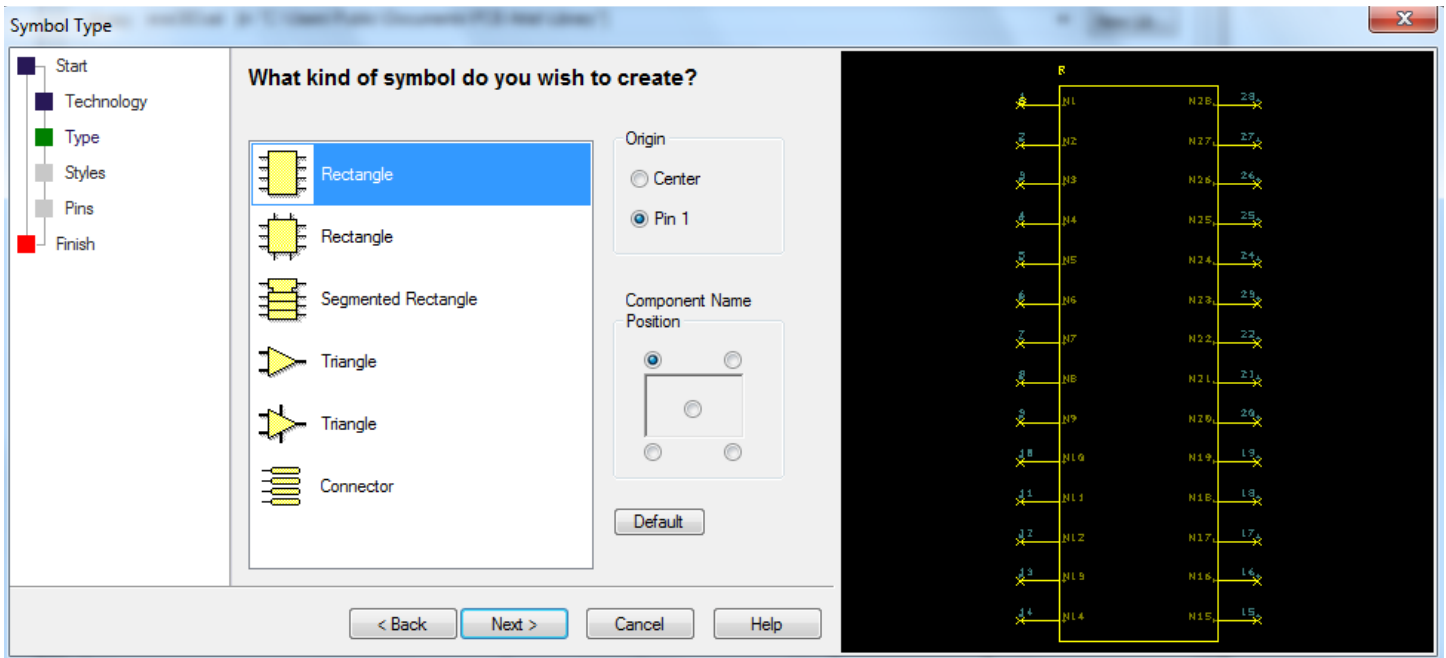 Symbol Type
Start
Technology
Type
Styles
Pins
Finish
What kind of symbol do you wish to create?
Rectangle
Rectangle
Segmented Rectangle
Triangle
Triangle
Connector
Origin
Center
Pin 1
Component Name
Position
Default
< Back
Next >
Cancel
Help
N1 N28 28
2 N2 N27 27
3 N3 N26 26
4 N4 N25 25
5 N5 N24 24
6 N6 N23 23
7 N7 N22 22
8 N8 N21 21
9 N9 N20 20
10 N10 N19 19
11 N11 N18 18
12 N12 N17 17
13 N13 N16 16
14 N14 N15 15